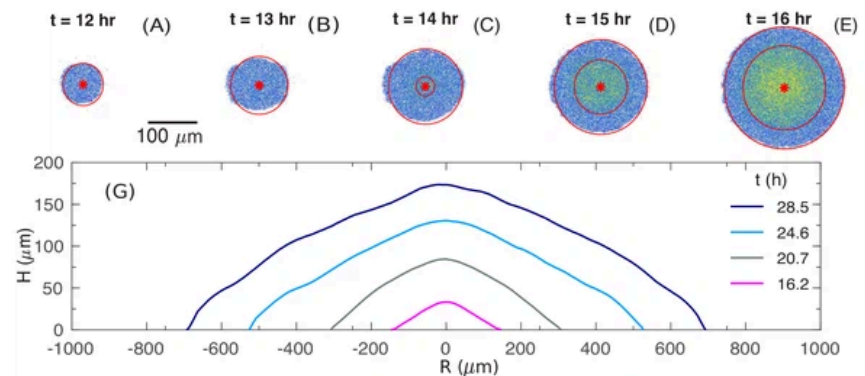 t = 12 hr (A) t = 13 hr (B) t = 14 hr (C) t = 15 hr (D) t = 16 hr (E)
100 μm
200
150
100
50
0
H (μm)
(G)
t (h)
28.5
24.6
20.7
16.2
-1000 -800 -600 -400 -200 0 200 400 600 800 1000
R (μm)